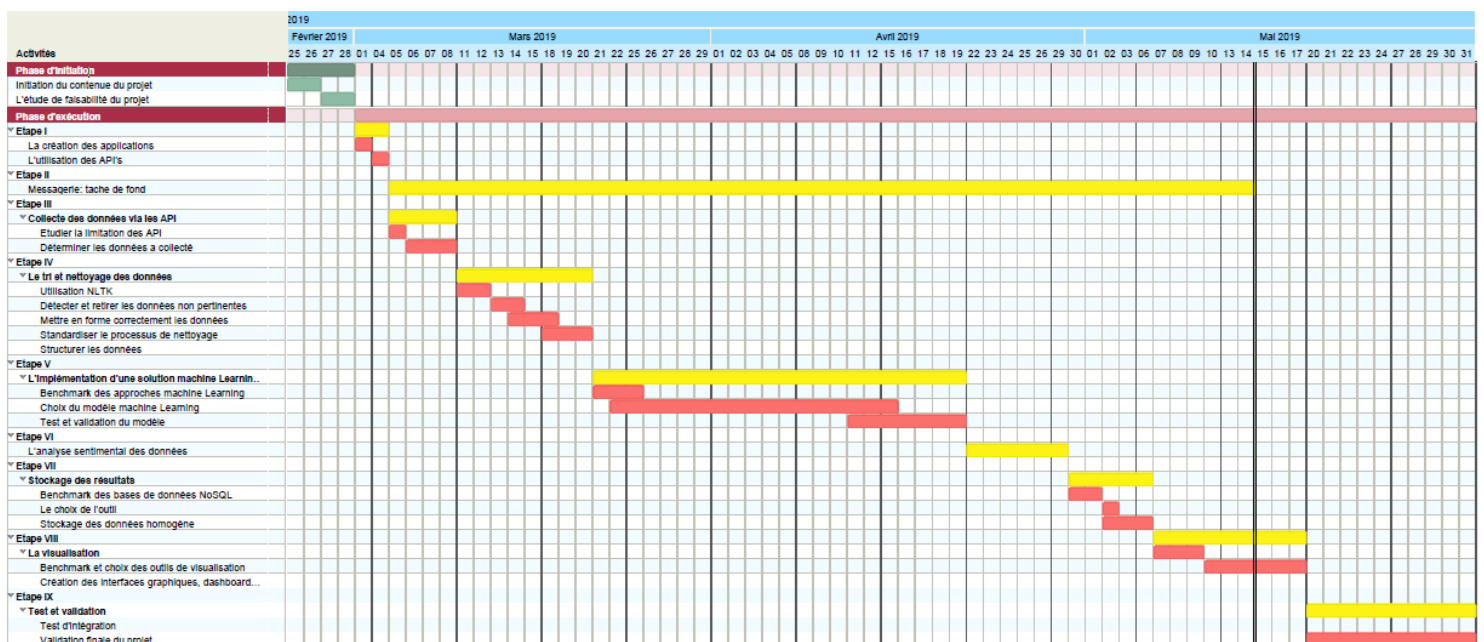 2019
Février 2019 Mars 2019 Avril 2019 Mai 2019
Activités 25 26 27 28 01 04 05 06 07 08 11 12 13 14 15 18 19 20 21 22 25 26 27 28 29 01 02 03 04 05 08 09 10 11 12 15 16 17 18 19 22 23 24 25 26 29 30 01 02 03 06 07 08 09 10 13 14 15 16 17 20 21 22 23 24 27 28 29 30 31
Phase d'initiation
Initiation du contenue du projet
L'étude de faisabilité du projet
Phase d'exécution
Etape I
La création des applications
L'utilisation des API's
Etape II
Messagerie: tache de fond
Etape III
Collecte des données via les API
Etudier la limitation des API
Déterminer les données a collecté
Etape IV
Le tri et nettoyage des données
Utilisation NLTK
Détecter et retirer les données non pertinentes
Mettre en forme correctement les données
Standardiser le processus de nettoyage
Structurer les données
Etape V
L'implémentation d'une solution machine Learnin..
Benchmark des approches machine Learning
Choix du modèle machine Learning
Test et validation du modèle
Etape VI
L'analyse sentimental des données
Etape VII
Stockage des résultats
Benchmark des bases de données NoSQL
Le choix de l'outil
Stockage des données homogène
Etape VIII
La visualisation
Benchmark et choix des outils de visualisation
Création des interfaces graphiques, dashboard...
Etape IX
Test et validation
Test d'intégration
Validation finale du projet